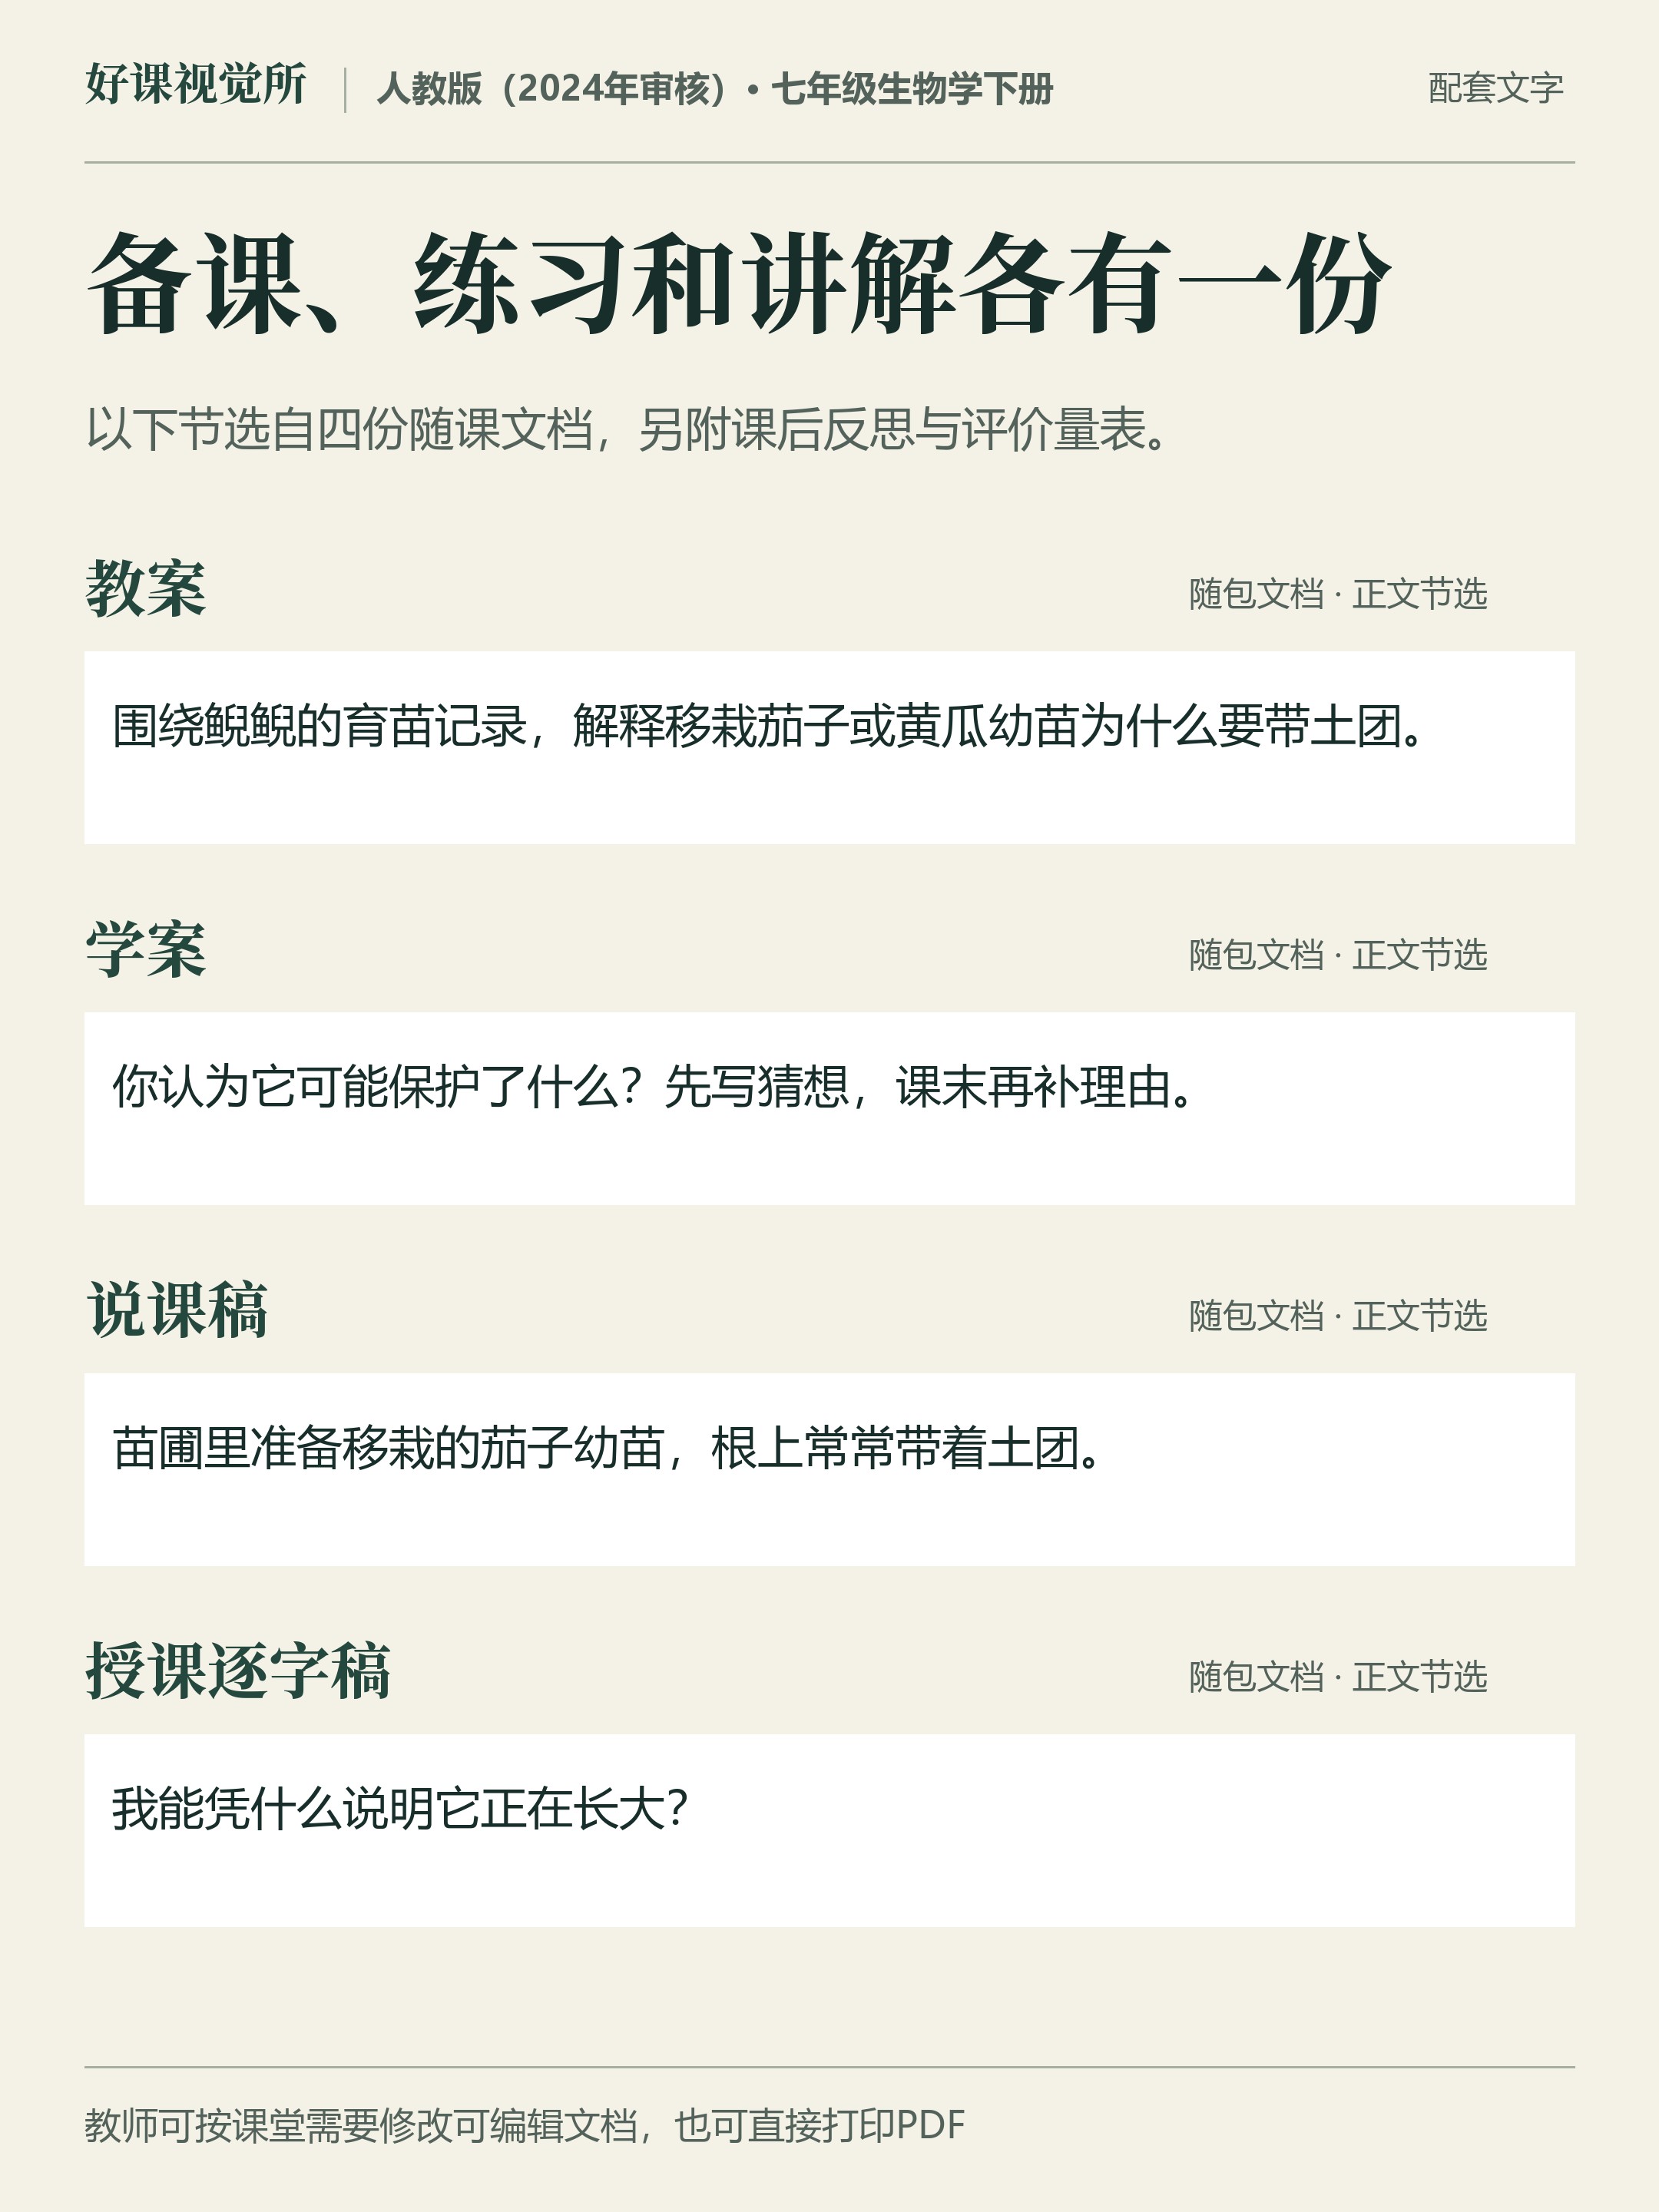 好课视觉所
人教版（2024年审核）• 七年级生物学下册
配套文字
备课、练习和讲解各有一份
以下节选自四份随课文档，另附课后反思与评价量表。
教案
随包文档 · 正文节选
围绕鲵鲵的育苗记录，解释移栽茄子或黄瓜幼苗为什么要带土团。
学案
随包文档 · 正文节选
你认为它可能保护了什么？先写猜想，课末再补理由。
说课稿
随包文档 · 正文节选
苗圃里准备移栽的茄子幼苗，根上常常带着土团。
授课逐字稿
随包文档 · 正文节选
我能凭什么说明它正在长大？
教师可按课堂需要修改可编辑文档，也可直接打印PDF